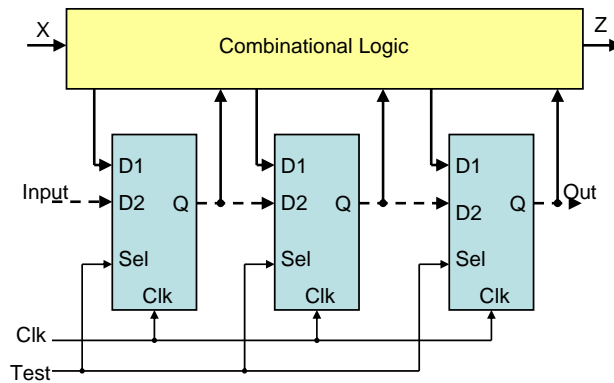 X
Z
Combinational Logic
Input
D1
D2
Q
Sel
Clk
D1
D2
Q
Sel
Clk
D1
D2
Q
Sel
Clk
Out
Clk
Test